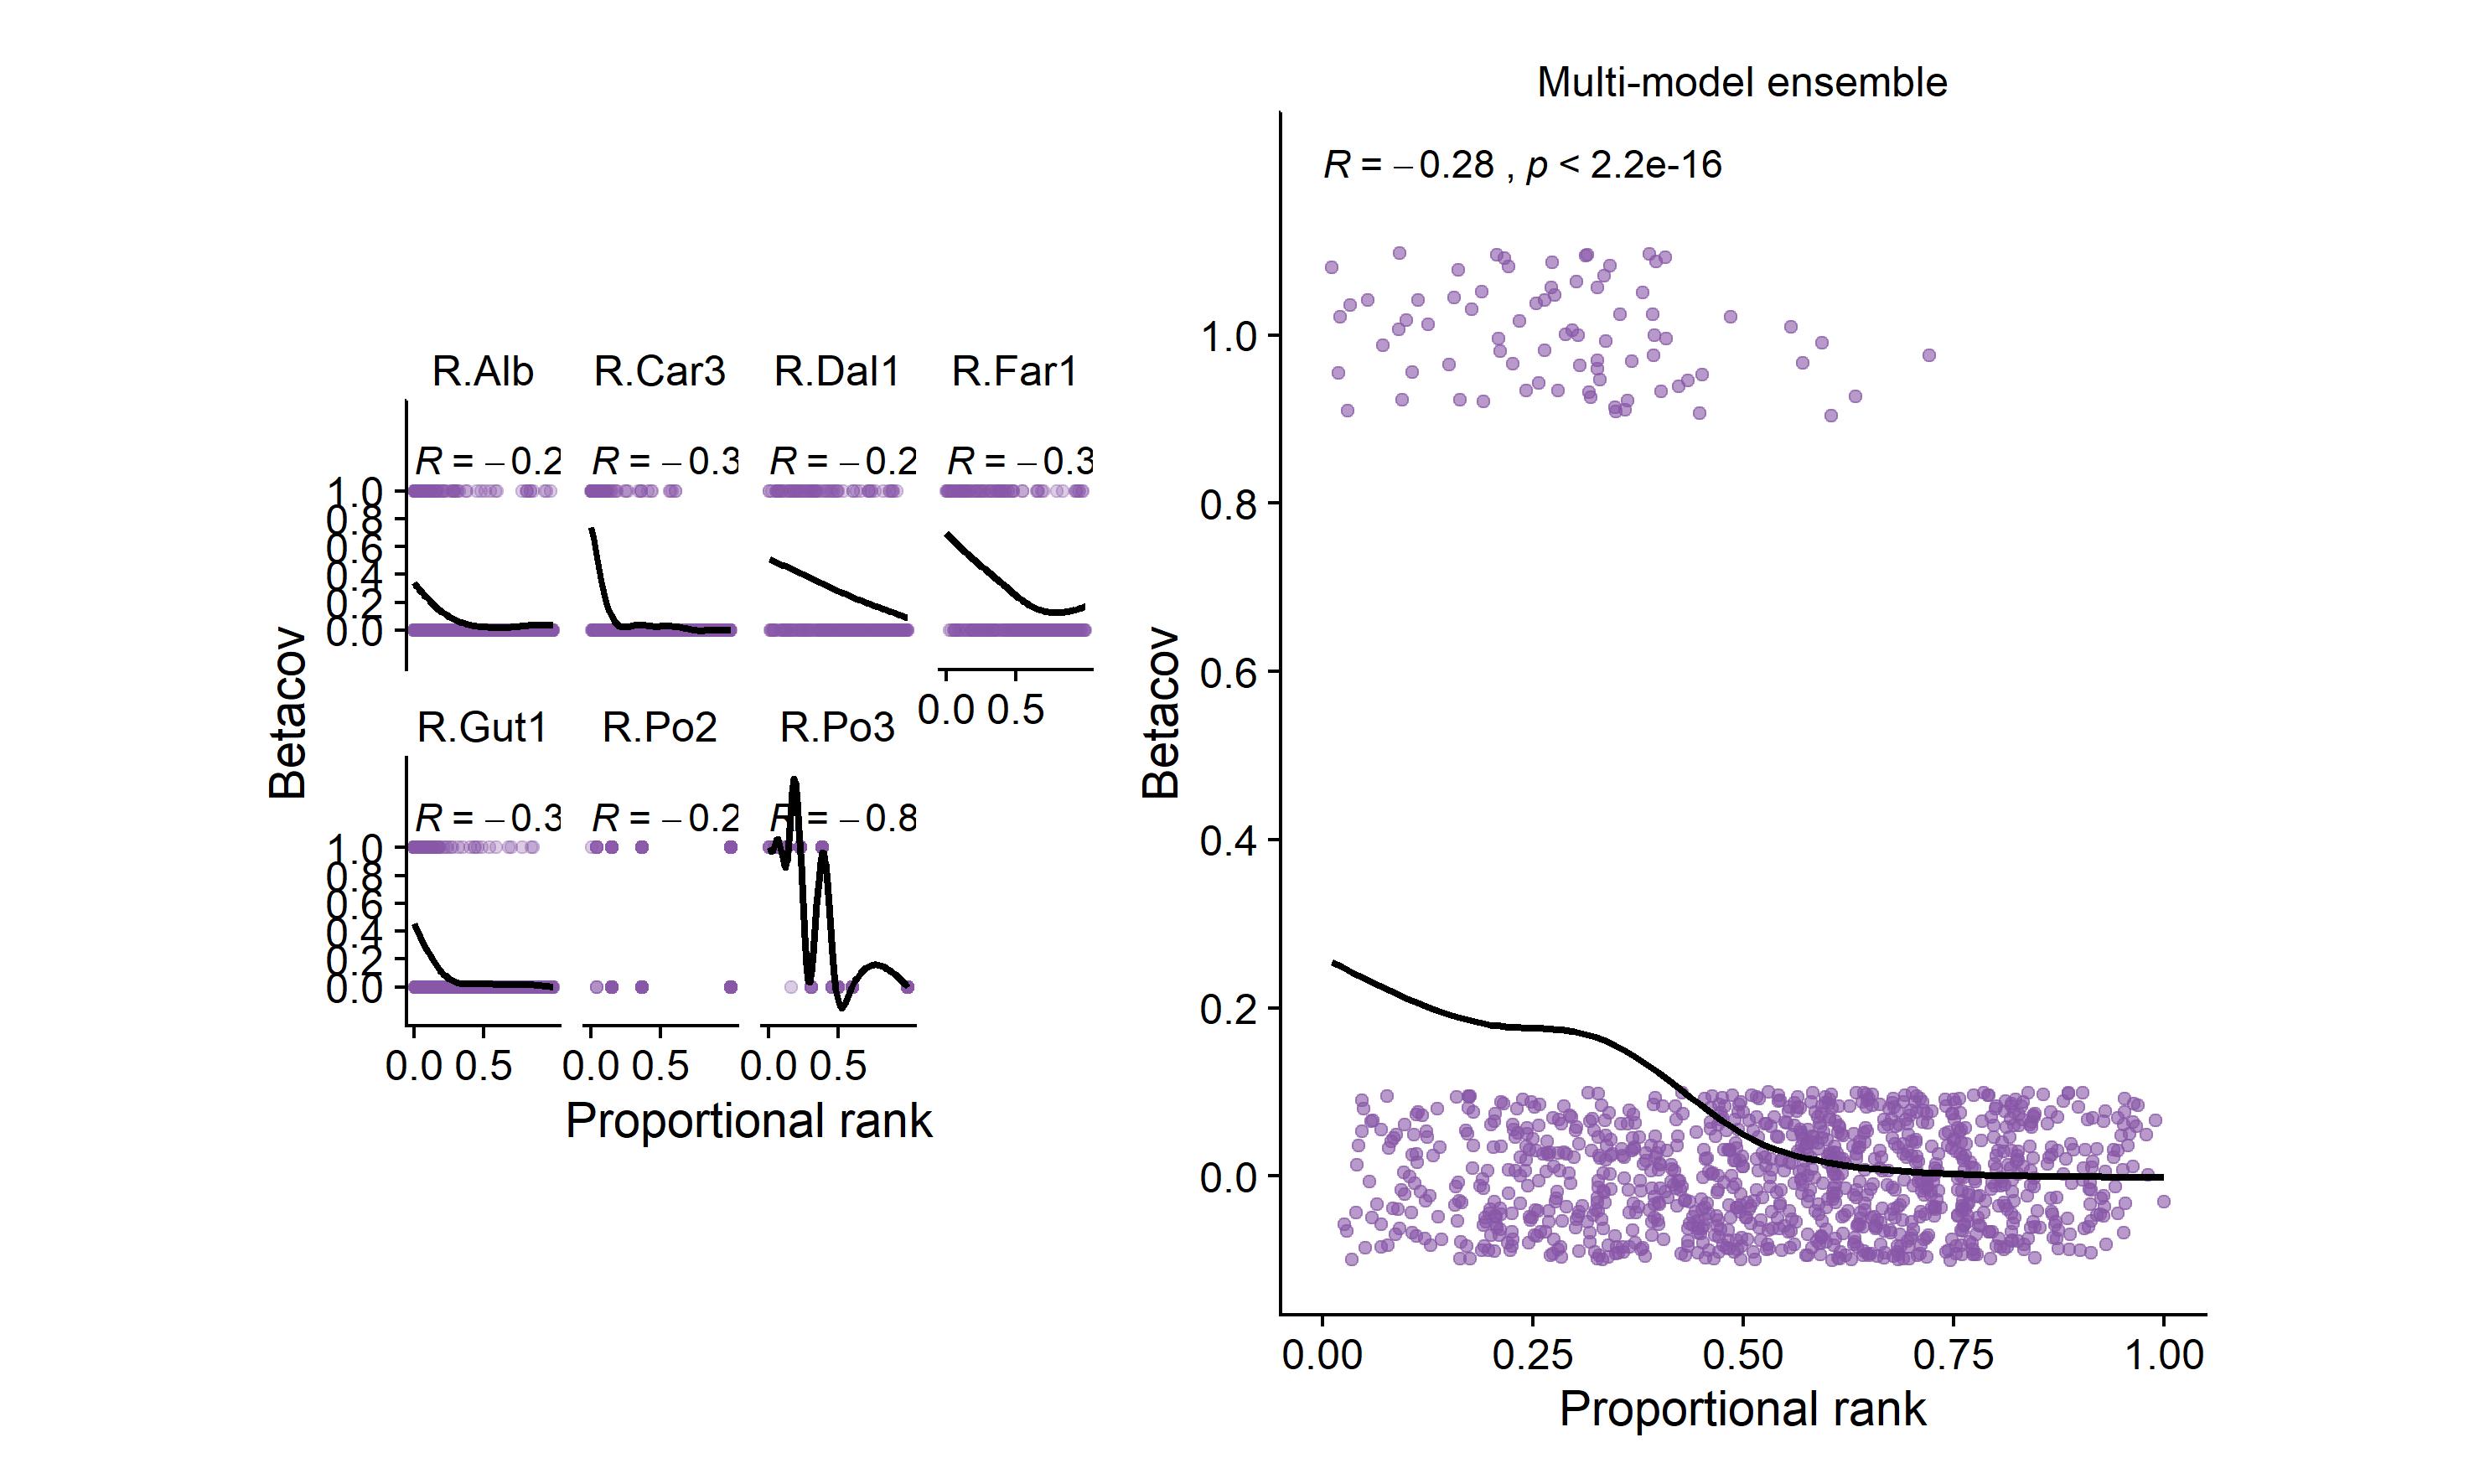 Multi-model ensemble
R = −0.28 , p < 2.2e-16
R.Alb
R.Car3
R.Dal1
R.Far1
R = −0.2
R = −0.3
R = −0.2
R = −0.3
1.0
0.8
0.6
0.4
0.2
0.0
0.0 0.5
R.Gut1
R.Po2
R.Po3
R = −0.3
R = −0.2
R = −0.8
1.0
0.8
0.6
0.4
0.2
0.0
0.0 0.5
0.0 0.5
0.0 0.5
Betacov
Proportional rank
Betacov
1.0
0.8
0.6
0.4
0.2
0.0
0.00
0.25
0.50
0.75
1.00
Proportional rank